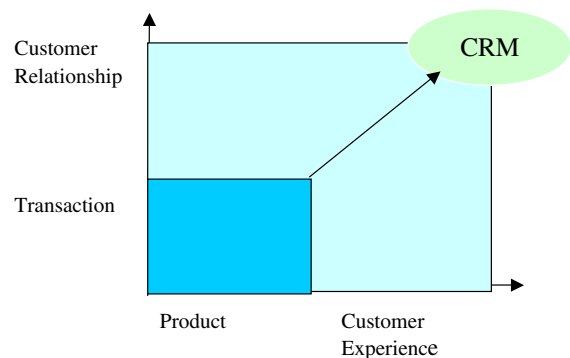 Customer
Relationship
CRM
Transaction
Product
Customer
Experience